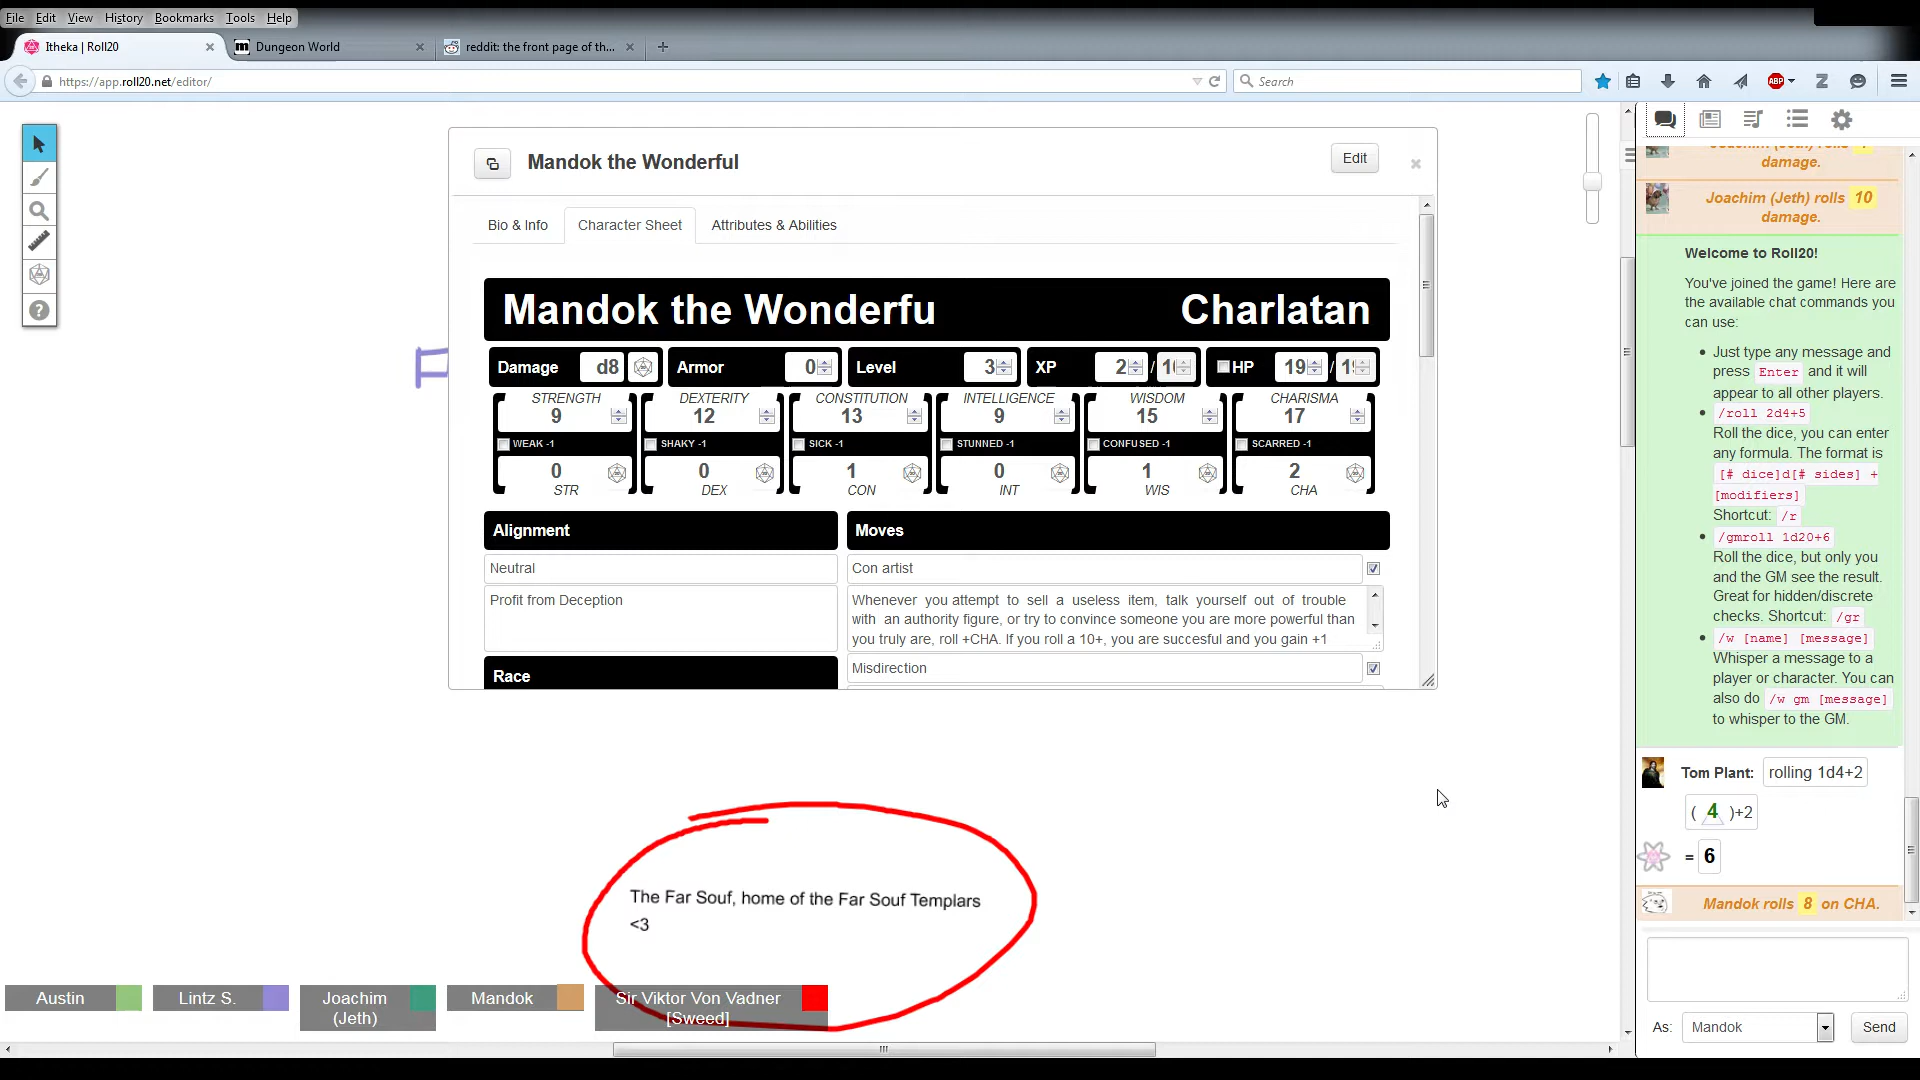 File Edit View History Bookmarks Tools Help
Itheka | Roll20
Dungeon World
reddit: the front page of th...
https://app.roll20.net/editor/
Search
ABP
Mandok the Wonderful
Edit
Bio & Info
Character Sheet
Attributes & Abilities
Mandok the Wonderfu
Charlatan
Damage d8
Armor 0
Level 3
XP 2 /
HP 19 /
STRENGTH DEXTERITY CONSTITUTION INTELLIGENCE WISDOM CHARISMA
9 12 13 9 15 17
WEAK -1 SHAKY -1 SICK -1 STUNNED -1 CONFUSED -1 SCARRED -1
0 0 1 0 1 2
STR DEX CON INT WIS CHA
Alignment
Neutral
Profit from Deception
Race
Moves
Con artist
Whenever you attempt to sell a useless item, talk yourself out of trouble
with an authority figure, or try to convince someone you are more powerful than
you truly are, roll +CHA. If you roll a 10+, you are succesful and you gain +1
Misdirection
The Far Souf, home of the Far Souf Templars
<3
Austin
Lintz S.
Joachim
(Jeth)
Mandok
Sir Viktor Von Vadner
[Sweed]
Joachim (Jeth) rolls
damage.
Joachim (Jeth) rolls 10
damage.
Welcome to Roll20!
You've joined the game! Here are
the available chat commands you
can use:
Just type any message and
press Enter and it will
appear to all other players.
/roll 2d4+5
Roll the dice, you can enter
any formula. The format is
[# dice]d[# sides] +
[modifiers]
Shortcut: /r
/gmroll 1d20+6
Roll the dice, but only you
and the GM see the result.
Great for hidden/discrete
checks. Shortcut: /gr
/w [name] [message]
Whisper a message to a
player or character. You can
also do /w gm [message]
to whisper to the GM.
Tom Plant: rolling 1d4+2
( 4 )+2
= 6
Mandok rolls 8 on CHA.
As: Mandok
Send